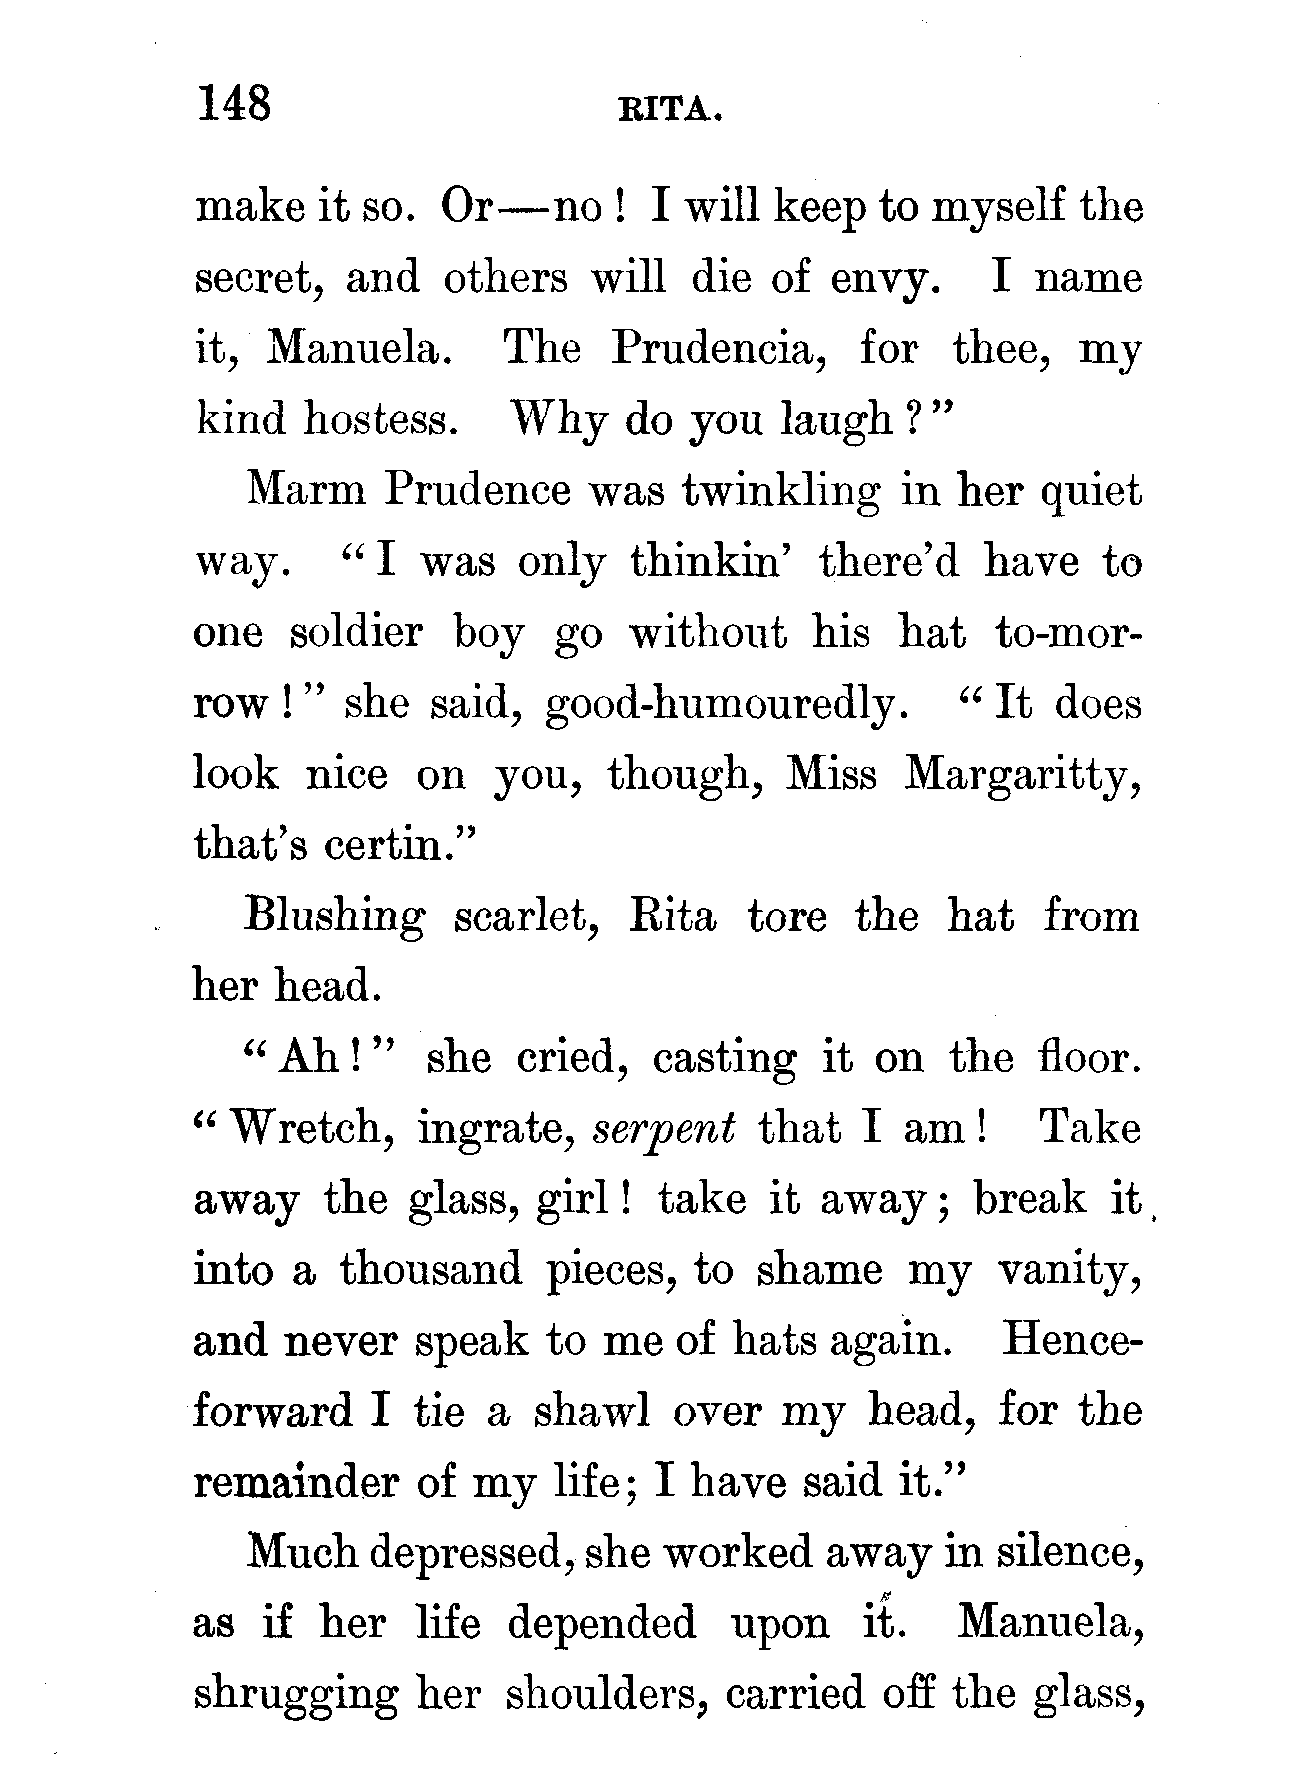 148 RITA.
make it so. Or—no! I will keep to myself the
secret, and others will die of envy. I name
it, Manuela. The Prudencia, for thee, my
kind hostess. Why do you laugh?"
Marm Prudence was twinkling in her quiet
way. "I was only thinkin' there'd have to
one soldier boy go without his hat to-mor-
row!" she said, good-humouredly. "It does
look nice on you, though, Miss Margaritty,
that's certin."
Blushing scarlet, Rita tore the hat from
her head.
"Ah!" she cried, casting it on the floor.
"Wretch, ingrate, serpent that I am! Take
away the glass, girl! take it away; break it
into a thousand pieces, to shame my vanity,
and never speak to me of hats again. Hence-
forward I tie a shawl over my head, for the
remainder of my life; I have said it."
Much depressed, she worked away in silence,
as if her life depended upon it. Manuela,
shrugging her shoulders, carried off the glass,